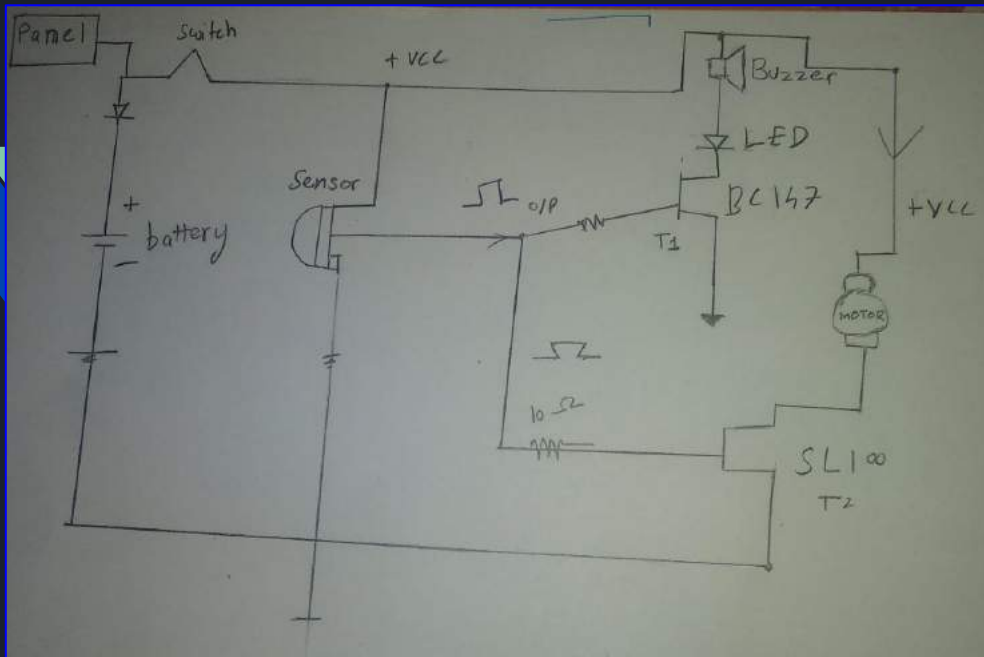 Panel
Switch
+ VCC
Buzzer
LED
Sensor
O/P
BC147
T1
+VCC
+
battery
-
MOTOR
10 Ω
SL100
T2